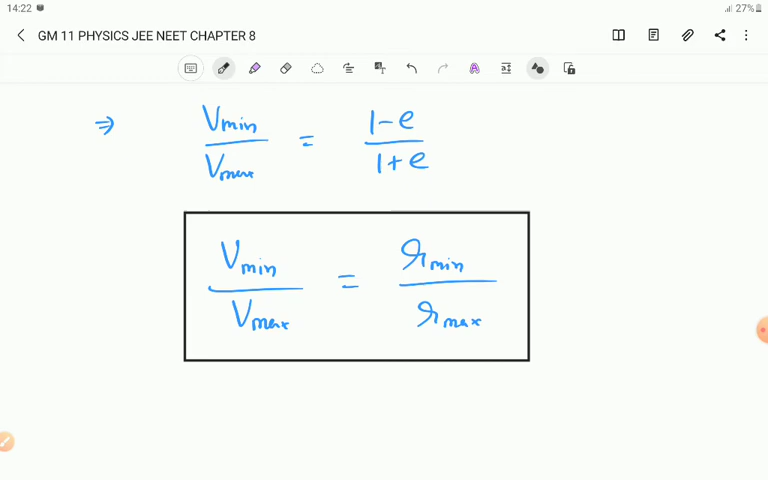 14:22 27%
GM 11 PHYSICS JEE NEET CHAPTER 8
⇒ Vmin / Vmax = 1-e / 1+e
Vmin / Vmax = rmin / rmax